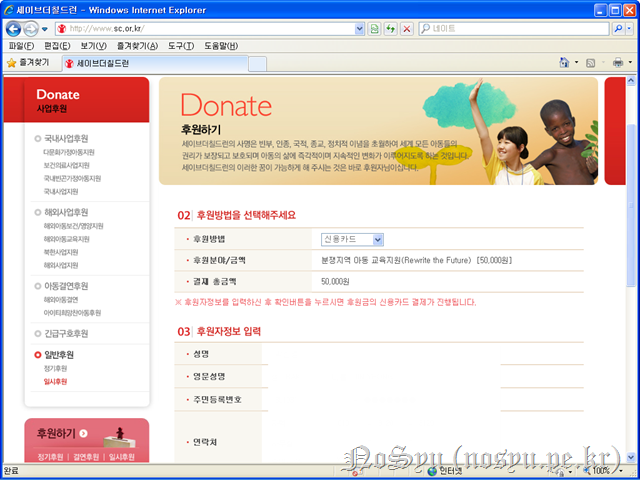 세이브더칠드런 - Windows Internet Explorer
http://www.sc.or.kr/
네이트
파일(F) 편집(E) 보기(V) 즐겨찾기(A) 도구(T) 도움말(H)
즐겨찾기
세이브더칠드런
Donate
사업후원
국내사업후원
다문화가정아동지원
보건의료사업지원
국내빈곤가정아동지원
국내사업지원
해외사업후원
해외아동보건/영양지원
해외아동교육지원
북한사업지원
해외사업지원
아동결연후원
해외아동결연
아이티희망찬아동후원
긴급구호후원
일반후원
정기후원
일시후원
후원하기
정기후원 | 결연후원 | 일시후원
Donate
후원하기
세이브더칠드런의 사명은 빈부, 인종, 국적, 종교, 정치적 이념을 초월하여 세계 모든 아동들의
권리가 보장되고 보호되며 아동의 삶에 즉각적이며 지속적인 변화가 이루어지도록 하는 것입니다.
세이브더칠드런의 이러한 꿈이 가능하게 해 주시는 것은 바로 후원자님이십니다.
02 후원방법을 선택해주세요
후원방법 신용카드
후원분야/금액 분쟁지역 아동 교육지원(Rewrite the Future) [50,000원]
결제 총금액 50,000원
※ 후원자정보를 입력하신 후 확인버튼을 누르시면 후원금의 신용카드 결제가 진행됩니다.
03 후원자정보 입력
성명
영문성명
주민등록번호
연락처
NoSyu (nosyu.pe.kr)
완료
인터넷
100%